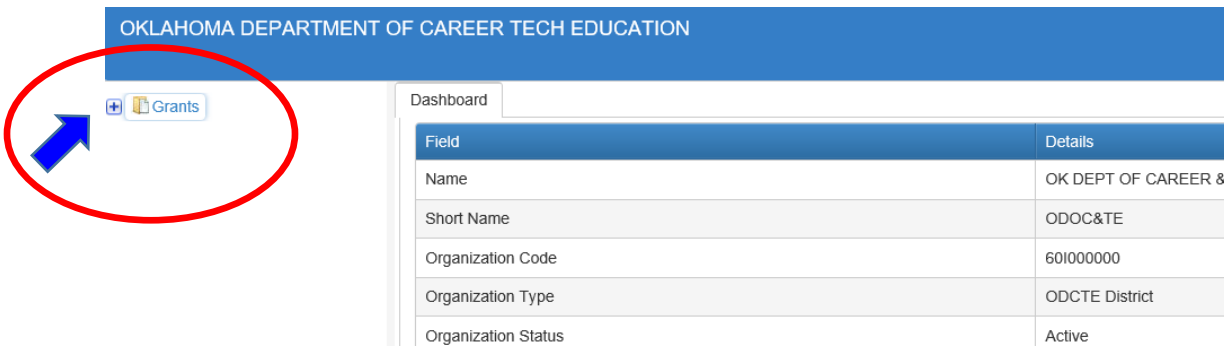 OKLAHOMA DEPARTMENT OF CAREER TECH EDUCATION
Grants
Dashboard
Field Details
Name OK DEPT OF CAREER &
Short Name ODOC&TE
Organization Code 60I000000
Organization Type ODCTE District
Organization Status Active